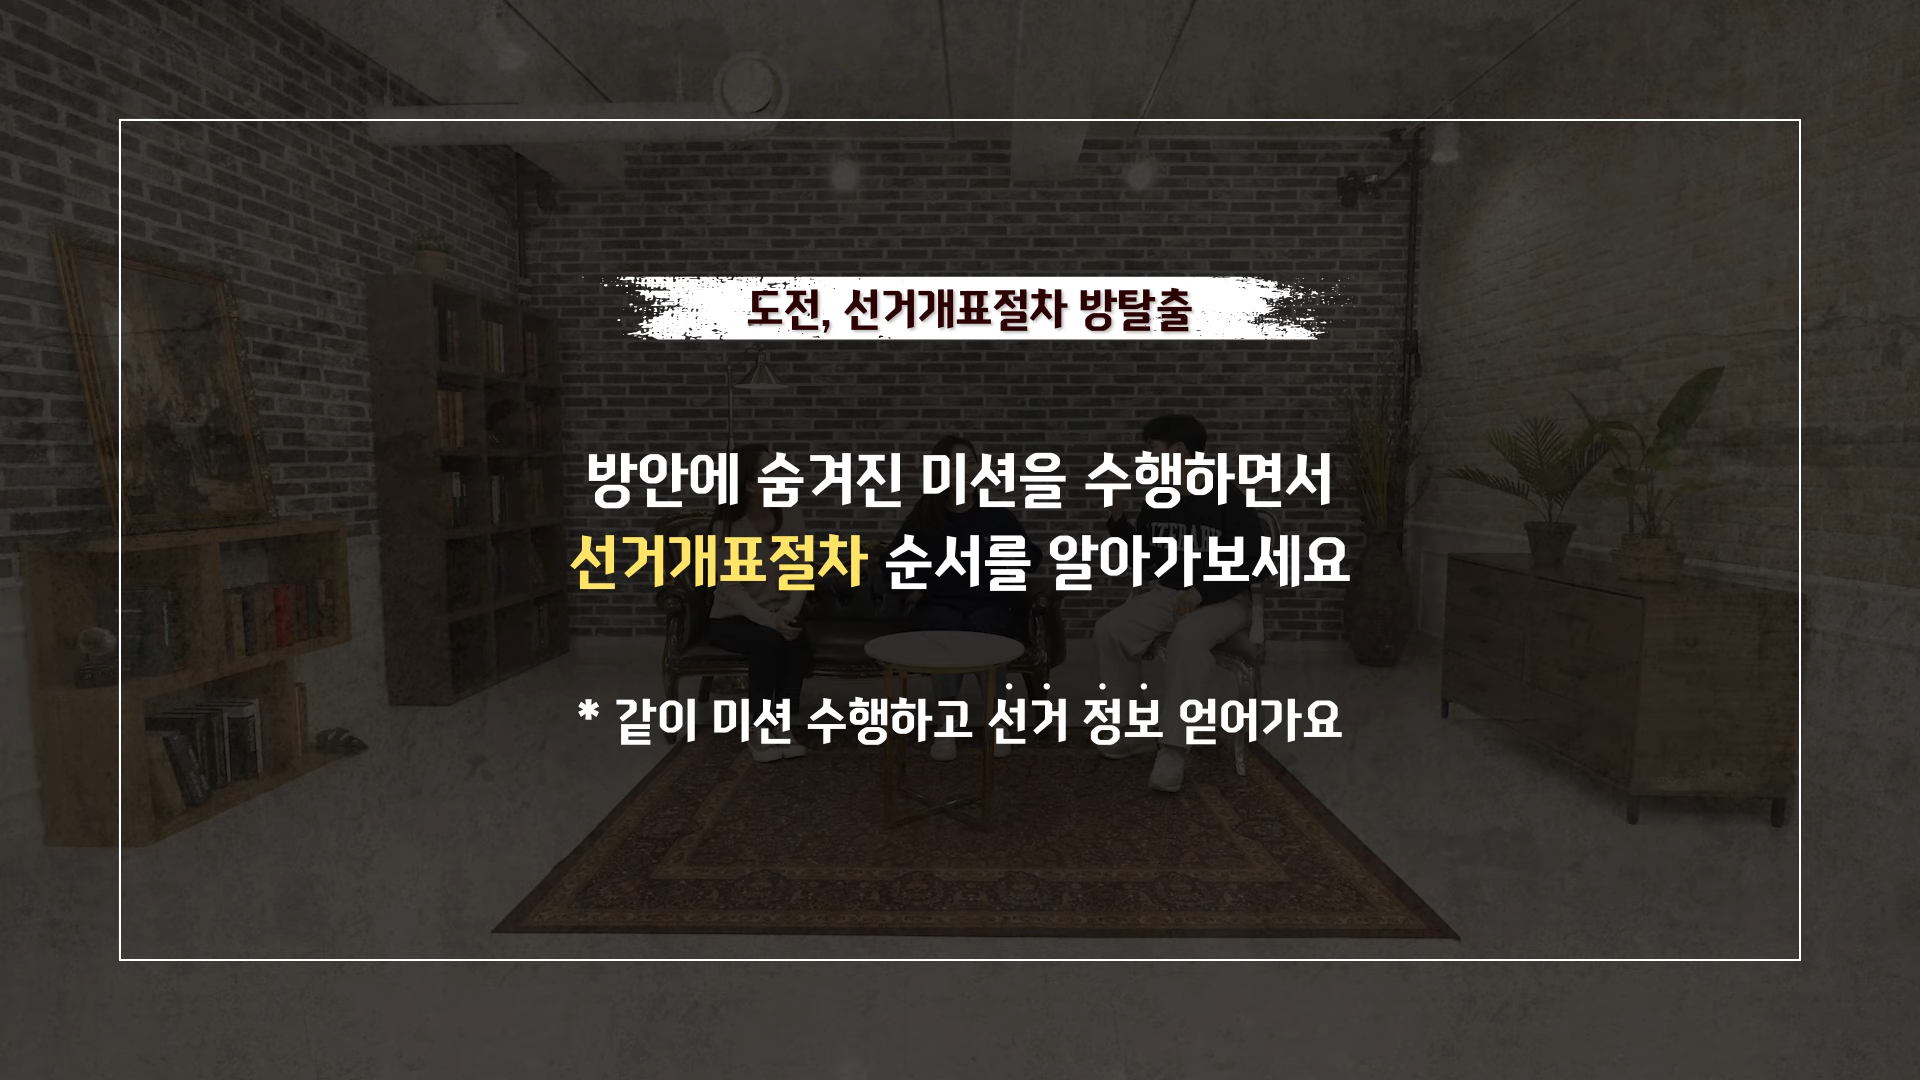 도전, 선거개표절차 방탈출
방안에 숨겨진 미션을 수행하면서
선거개표절차 순서를 알아가보세요
* 같이 미션 수행하고 선거 정보 얻어가요